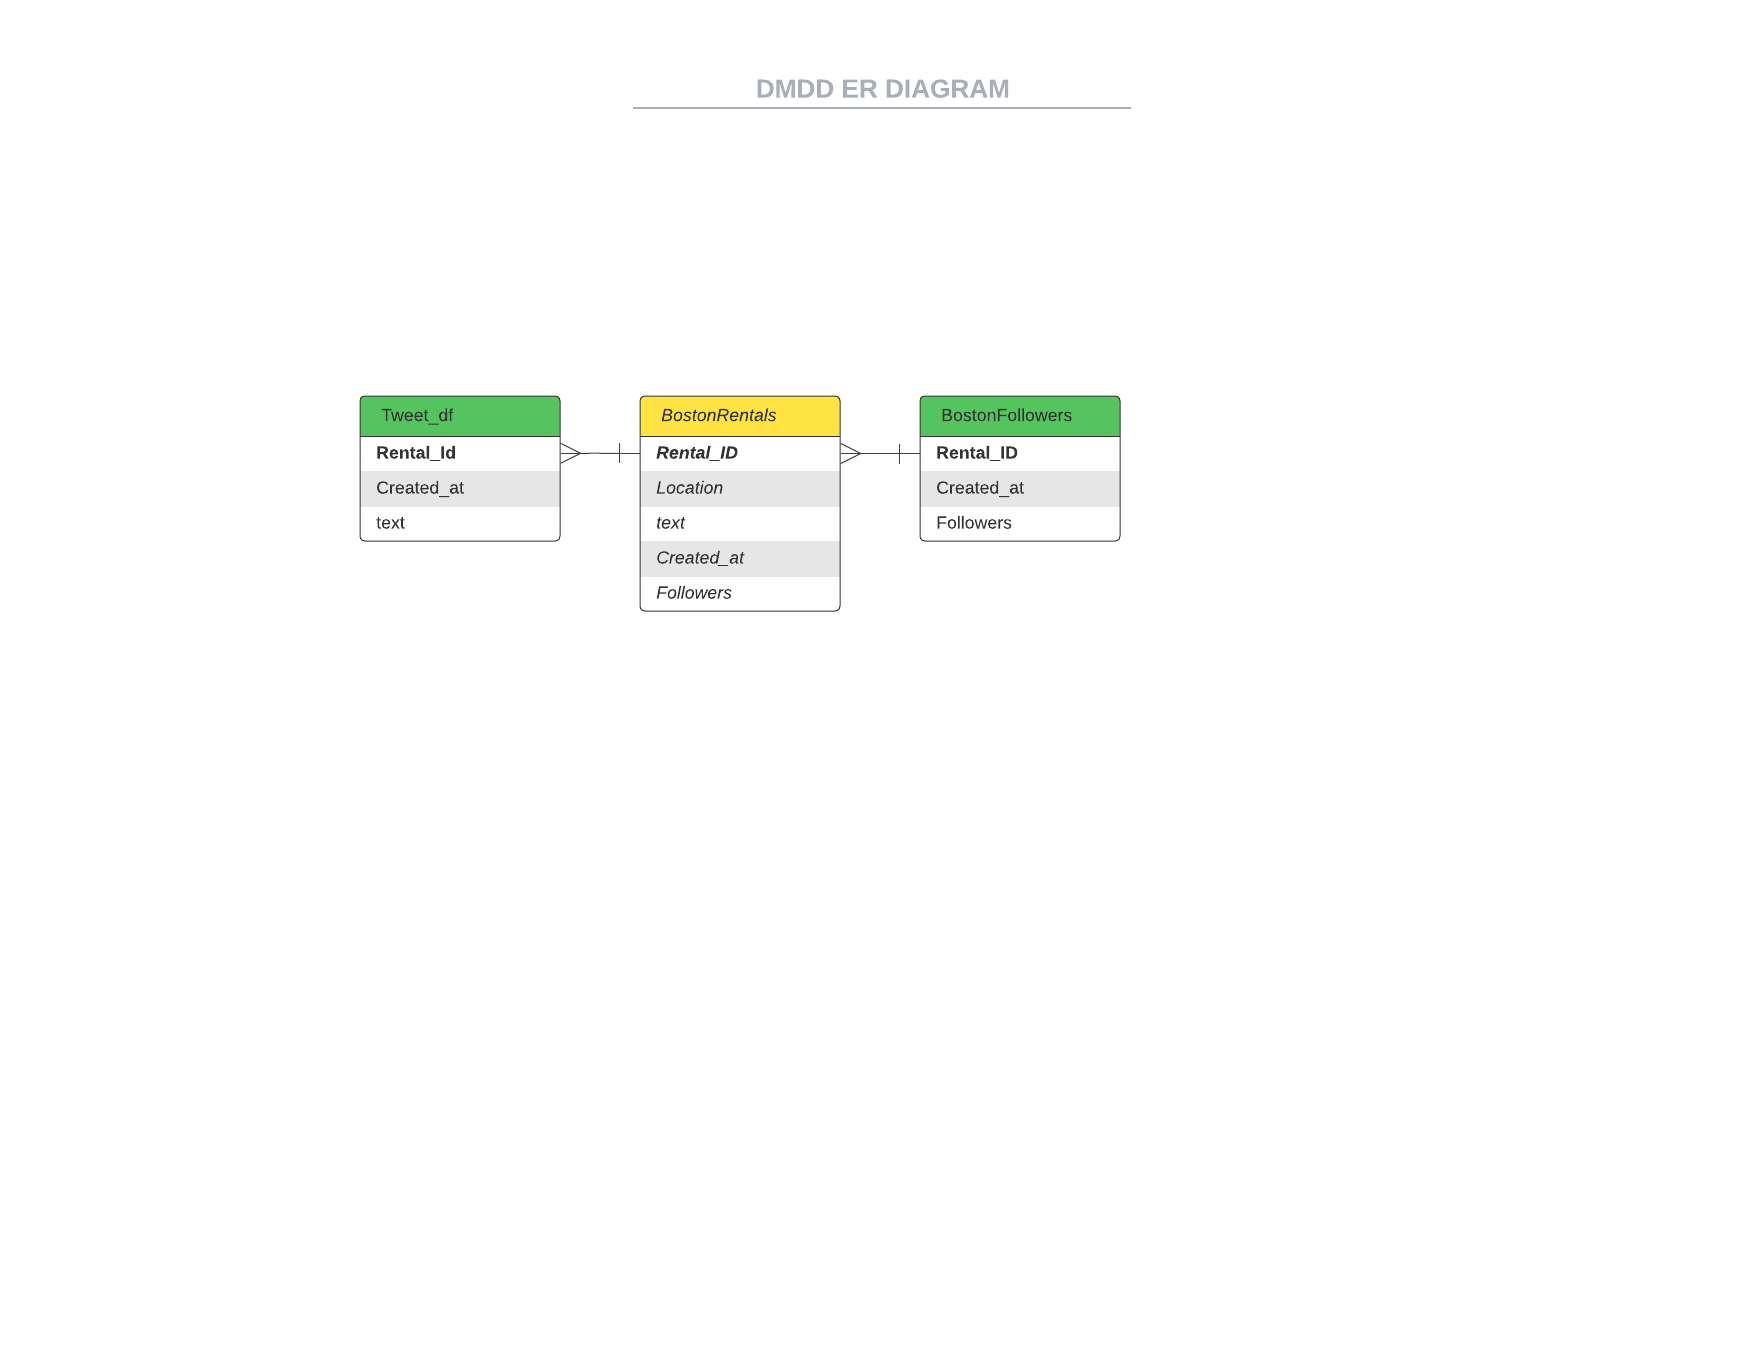 DMDD ER DIAGRAM
Tweet_df
Rental_Id
Created_at
text
BostonRentals
Rental_ID
Location
text
Created_at
Followers
BostonFollowers
Rental_ID
Created_at
Followers